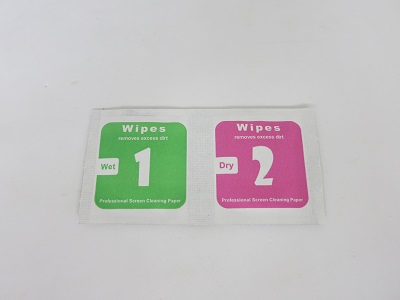 Wipes
removes excess dirt
Wet
1
Professional Screen Cleaning Paper
Wipes
removes excess dirt
Dry
2
Professional Screen Cleaning Paper